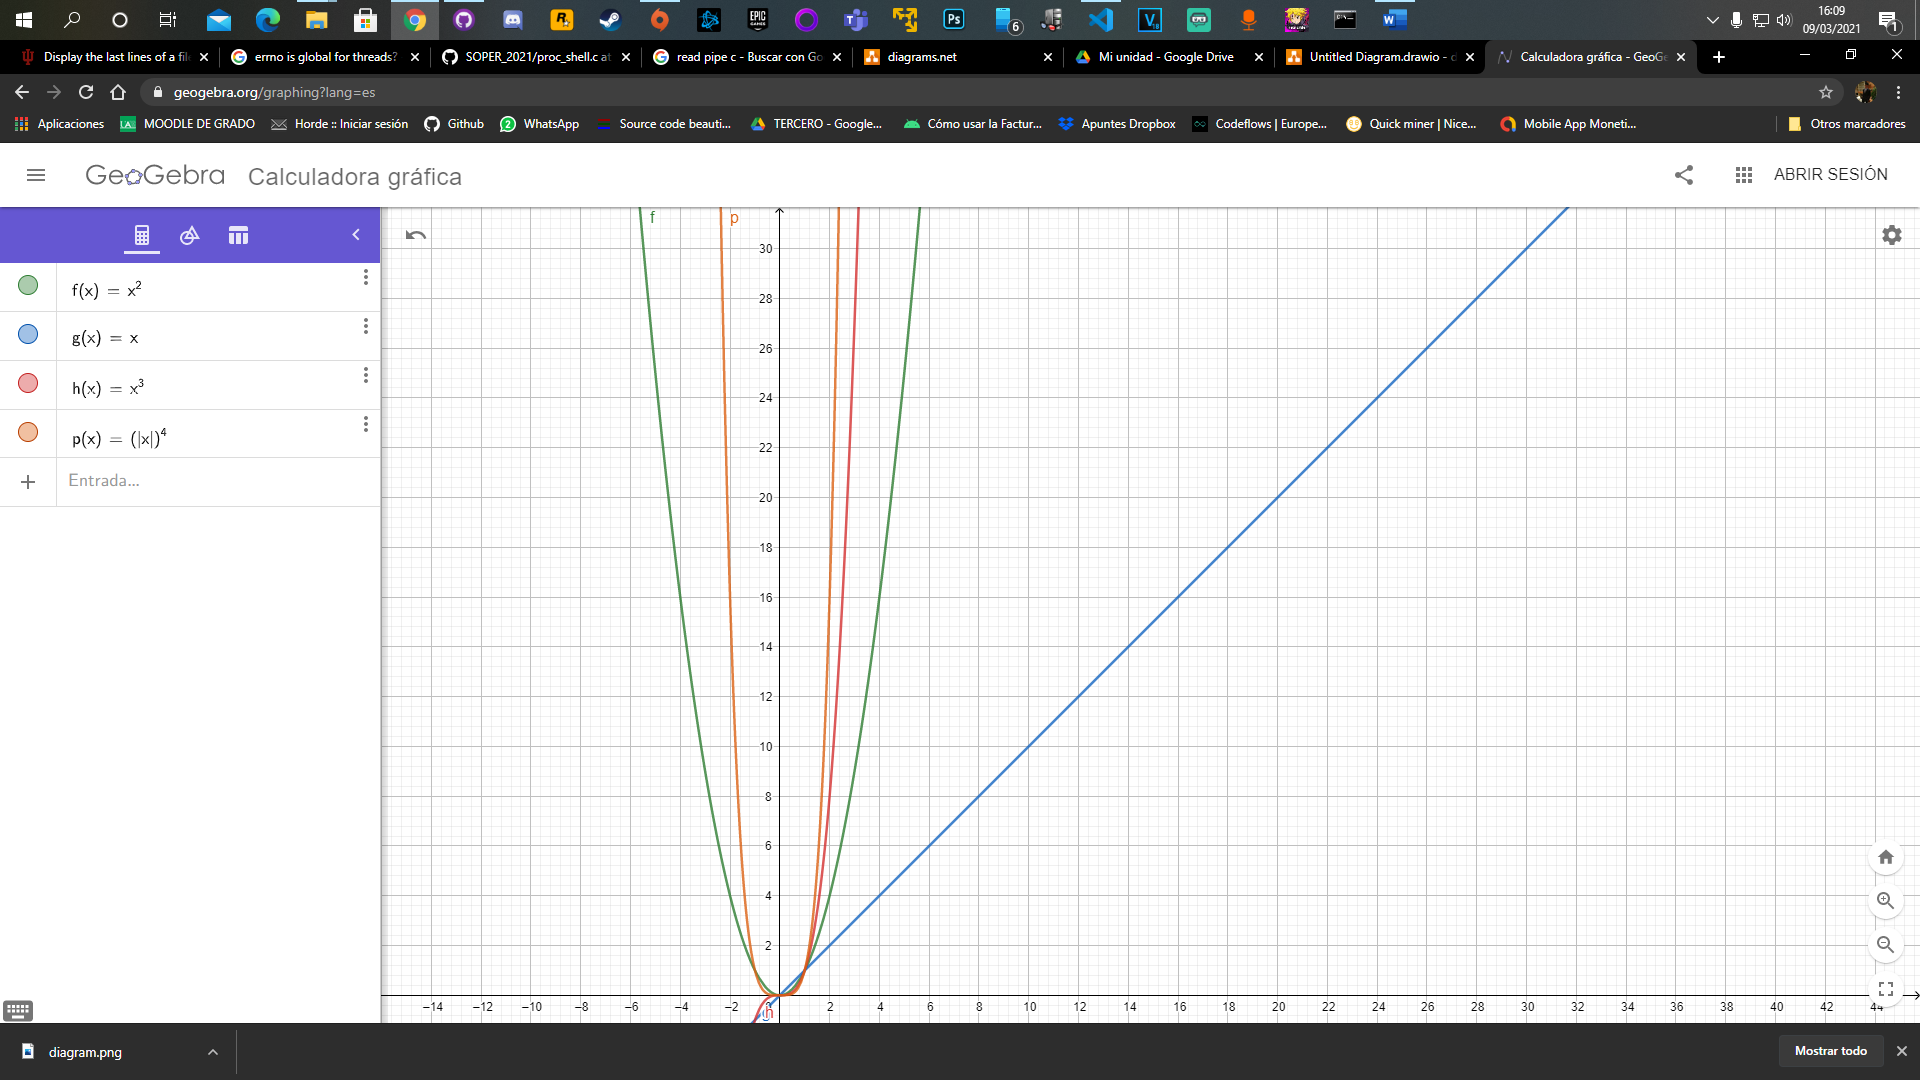 16:09
09/03/2021
Display the last lines of a file
errno is global for threads?
SOPER_2021/proc_shell.c at
read pipe c - Buscar con Go
diagrams.net
Mi unidad - Google Drive
Untitled Diagram.drawio - d
Calculadora gráfica - GeoGe
geogebra.org/graphing?lang=es
Aplicaciones
MOODLE DE GRADO
Horde :: Iniciar sesión
Github
WhatsApp
Source code beauti...
TERCERO - Google...
Cómo usar la Factur...
Apuntes Dropbox
Codeflows | Europe...
Quick miner | Nice...
Mobile App Moneti...
Otros marcadores
GeoGebra Calculadora gráfica
ABRIR SESIÓN
f(x) = x²
g(x) = x
h(x) = x³
p(x) = (|x|)⁴
Entrada...
f
p
30
28
26
24
22
20
18
16
14
12
10
8
6
4
2
−14 −12 −10 −8 −6 −4 −2 0 2 4 6 8 10 12 14 16 18 20 22 24 26 28 30 32 34 36 38 40 42 44
g
h
diagram.png
Mostrar todo